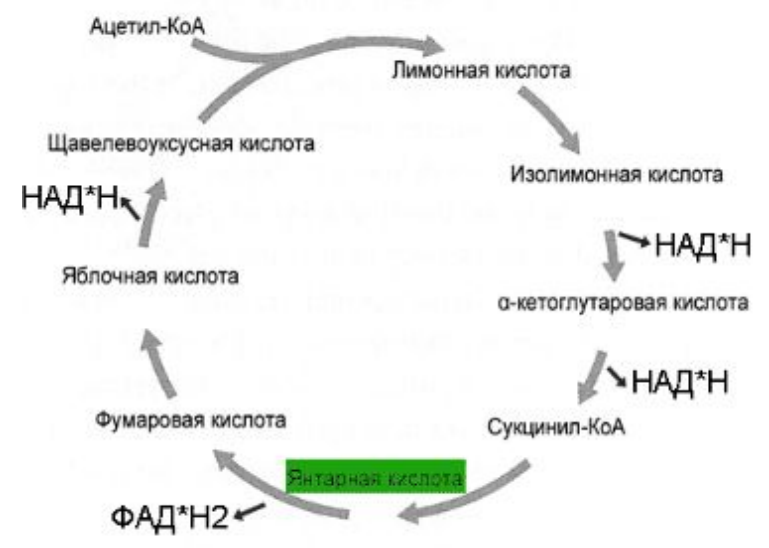 Ацетил-КоА
Лимонная кислота
Щавелевоуксусная кислота
Изолимонная кислота
НАД*Н
НАД*Н
Яблочная кислота
α-кетоглутаровая кислота
НАД*Н
Фумаровая кислота
Сукцинил-КоА
Янтарная кислота
ФАД*Н2